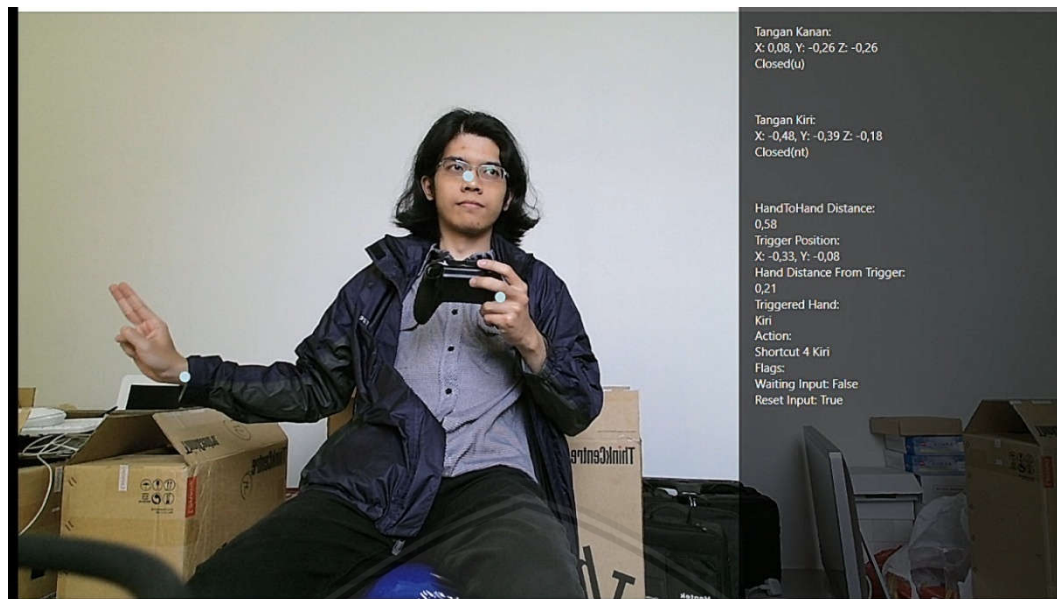 Tangan Kanan:
X: 0,08, Y: -0,26 Z: -0,26
Closed(u)
Tangan Kiri:
X: -0,48, Y: -0,39 Z: -0,18
Closed(nt)
HandToHand Distance:
0,58
Trigger Position:
X: -0,33, Y: -0,08
Hand Distance From Trigger:
0,21
Triggered Hand:
Kiri
Action:
Shortcut 4 Kiri
Flags:
Waiting Input: False
Reset Input: True
ThinkCentre